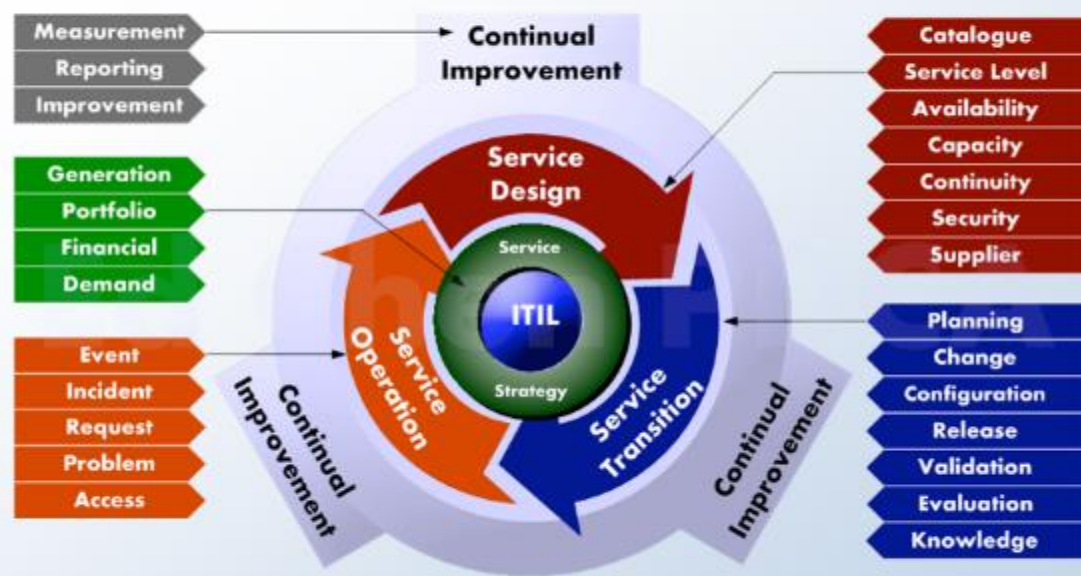 Measurement
Reporting
Improvement
Generation
Portfolio
Financial
Demand
Event
Incident
Request
Problem
Access
Continual
Improvement
Service
Design
Service
ITIL
Strategy
Service
Operation
Service
Transition
Continual
Improvement
Continual
Improvement
Catalogue
Service Level
Availability
Capacity
Continuity
Security
Supplier
Planning
Change
Configuration
Release
Validation
Evaluation
Knowledge